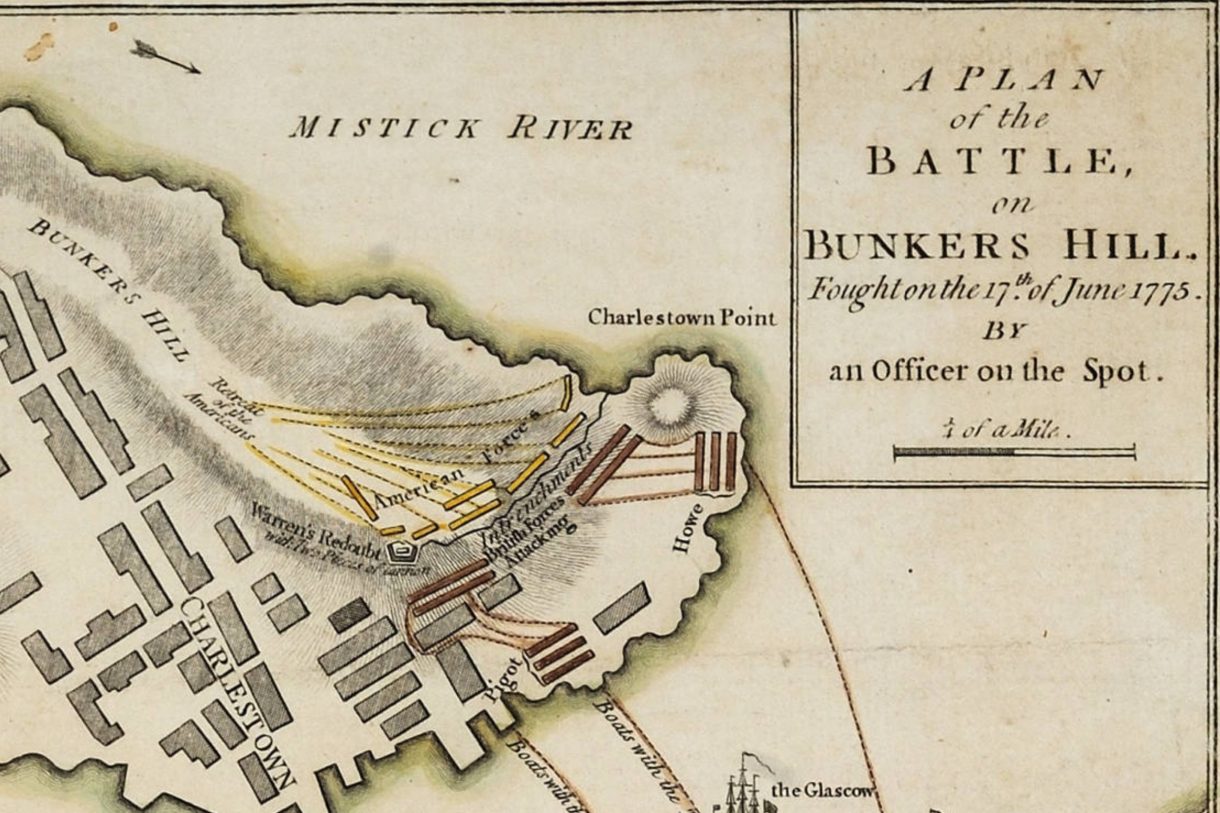 A PLAN
of the
BATTLE,
on
BUNKERS HILL.
Fought on the 17.th of June 1775.
BY
an Officer on the Spot.
¼ of a Mile.
MISTICK RIVER
BUNKERS HILL
Charlestown Point
Retreat
of the
Americans
American Forces
Intrenchments
British Forces
Attacking
Warren's Redoubt
with two Pieces of Cannon
Howe
CHARLESTOWN
Pigot
Boats with the
Boats with
the Glascow